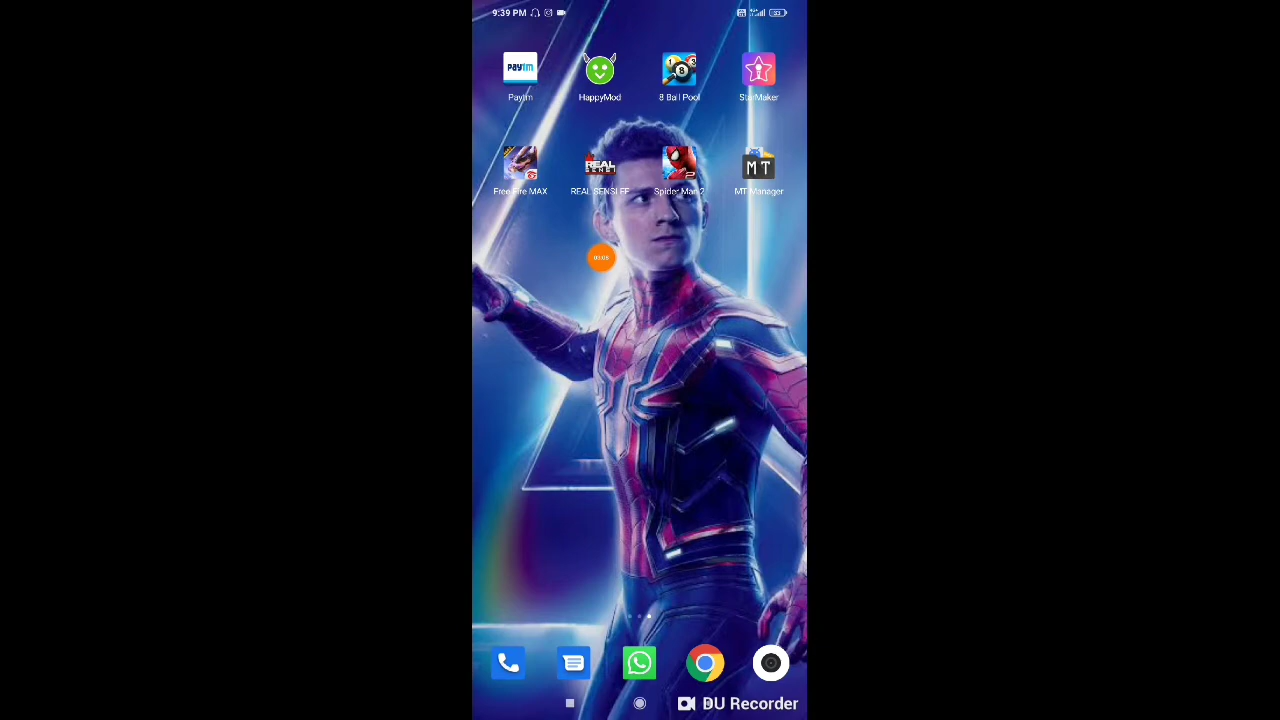 9:39 PM
Paytm
HappyMod
8 Ball Pool
StarMaker
Free Fire MAX
REAL SENSI FF
Spider Man 2
MT Manager
DU Recorder